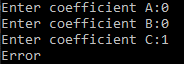 Enter coefficient A:0
Enter coefficient B:0
Enter coefficient C:1
Error